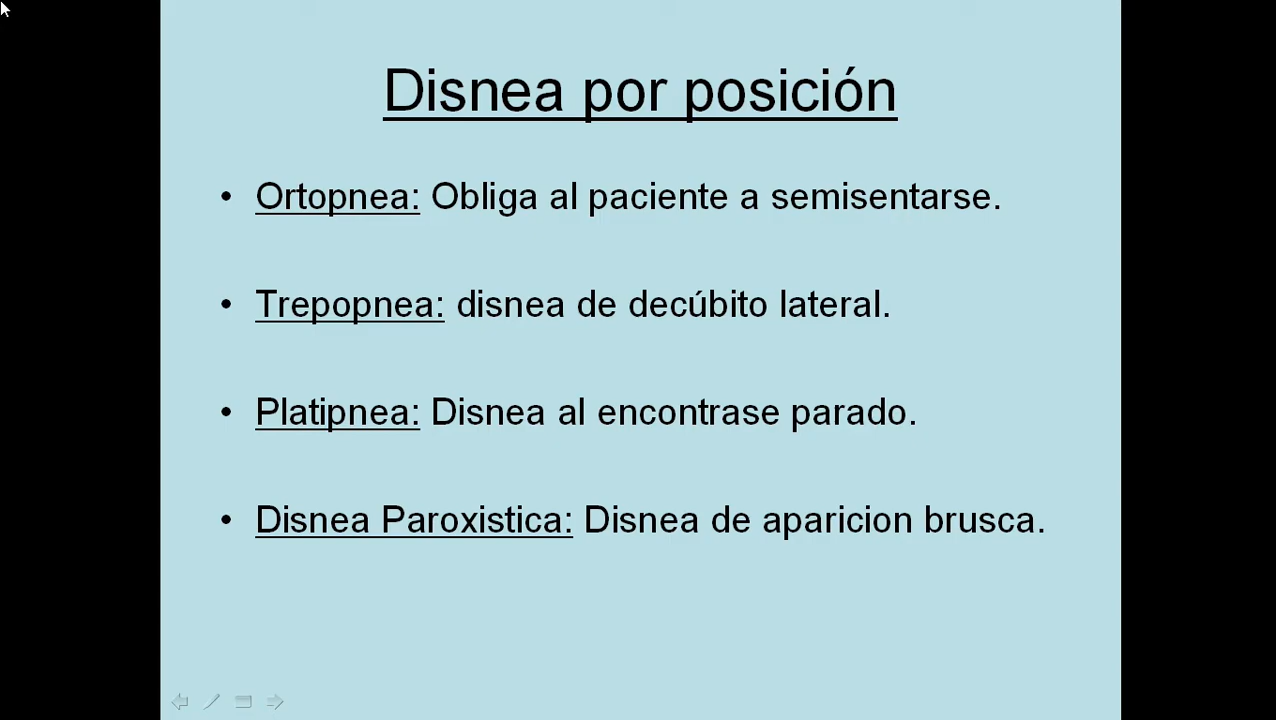 Disnea por posición
• Ortopnea: Obliga al paciente a semisentarse.
• Trepopnea: disnea de decúbito lateral.
• Platipnea: Disnea al encontrase parado.
• Disnea Paroxistica: Disnea de aparicion brusca.